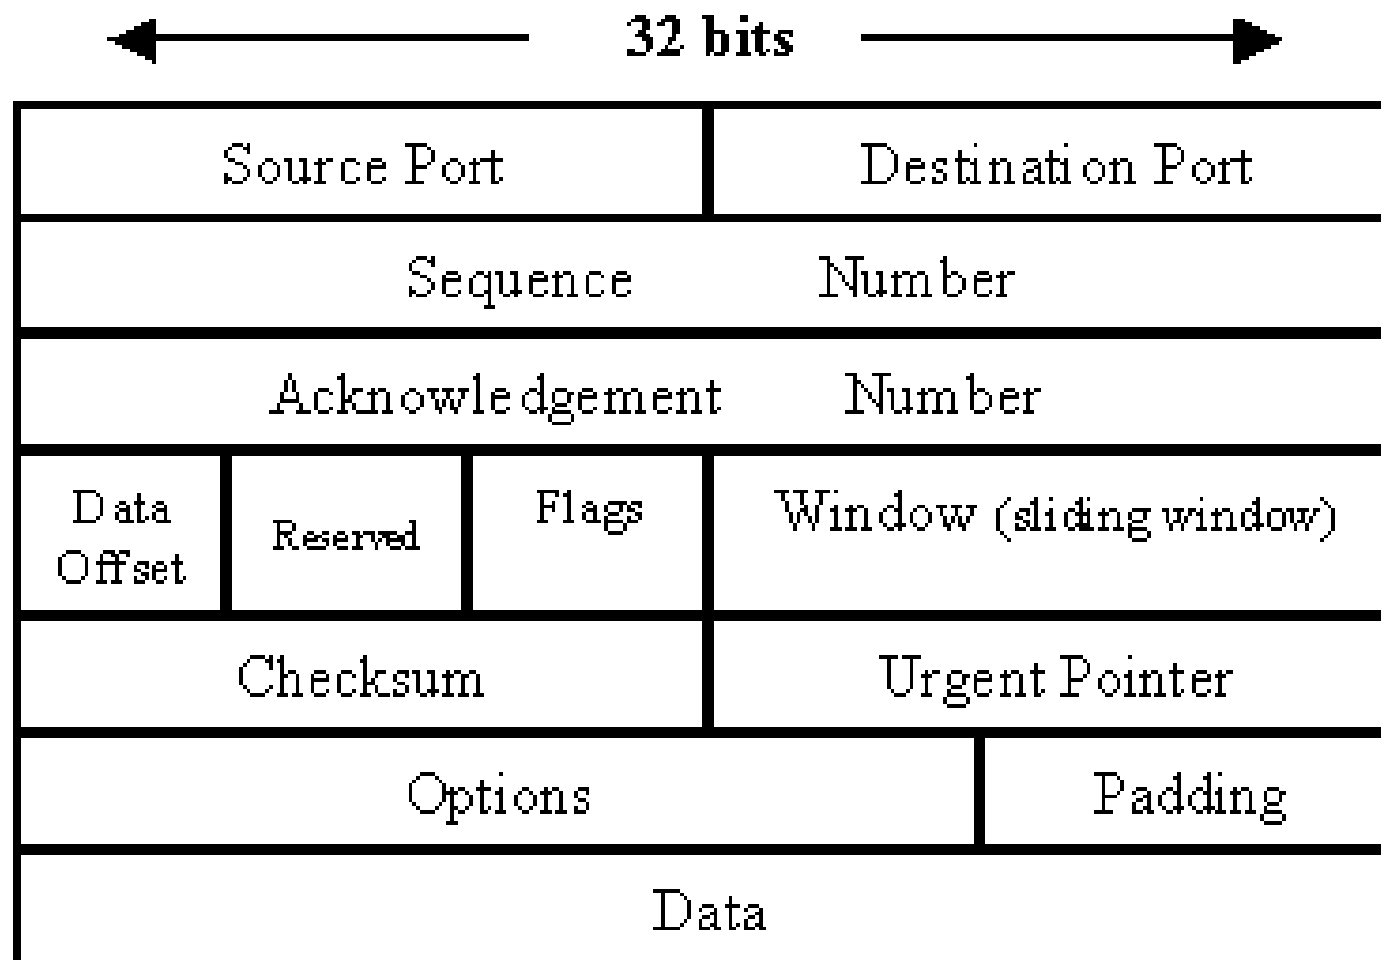 32 bits
Source Port
Destination Port
Sequence Number
Acknowledgement Number
Data
Offset
Reserved
Flags
Window (sliding window)
Checksum
Urgent Pointer
Options
Padding
Data